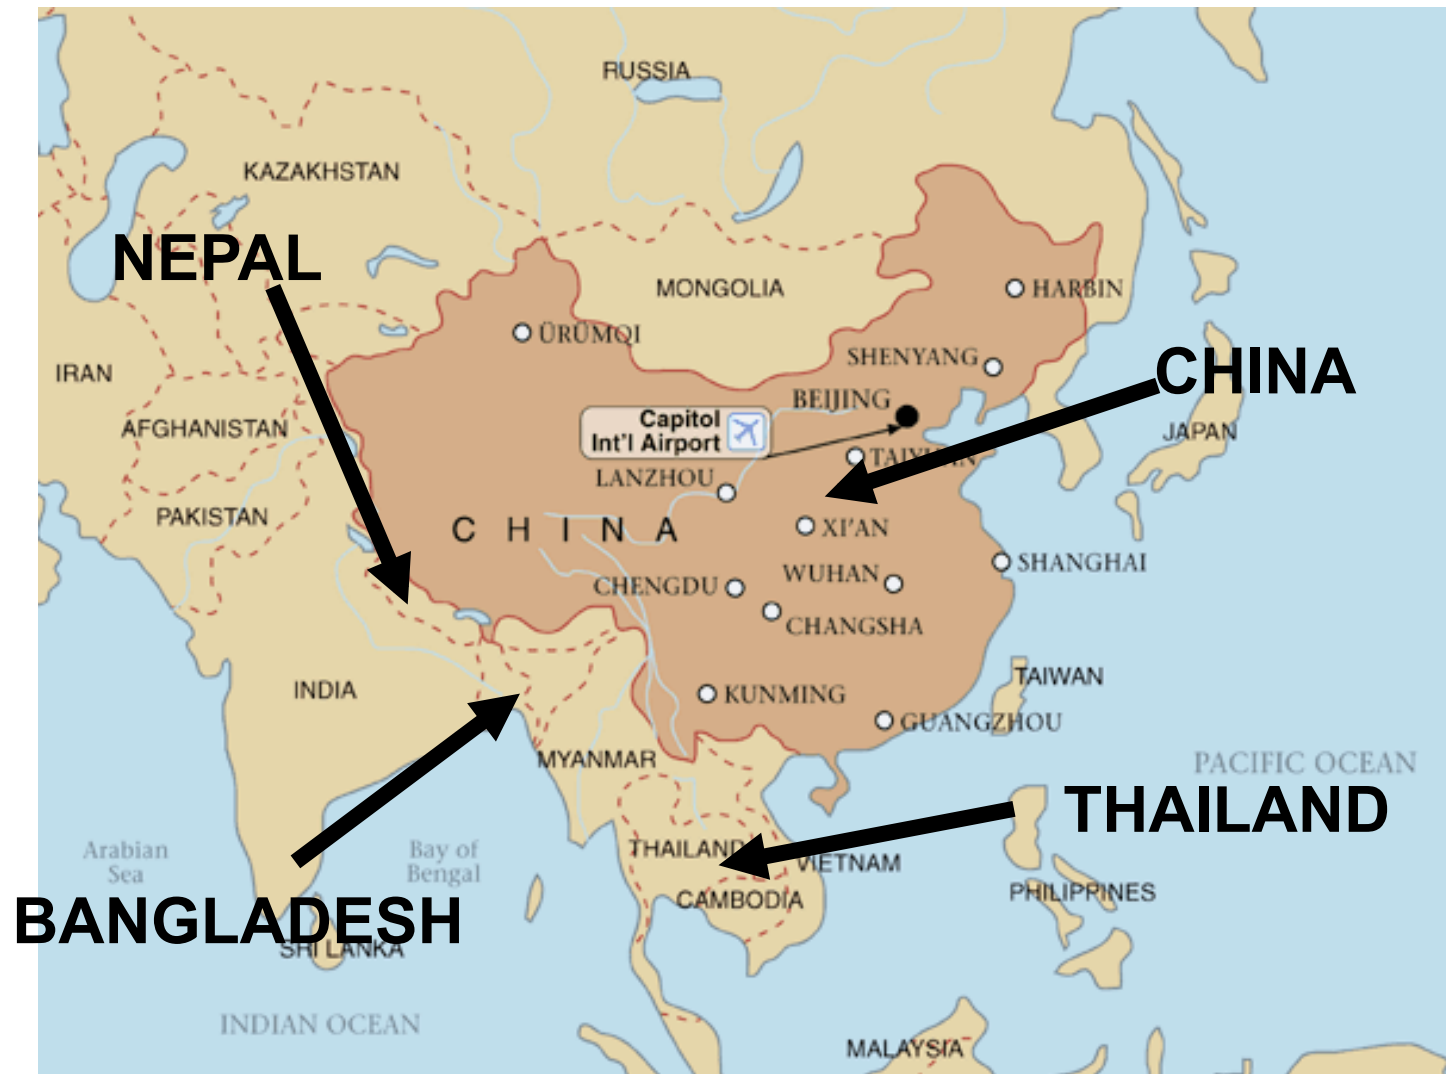 RUSSIA
KAZAKHSTAN
NEPAL
MONGOLIA
HARBIN
ÜRÜMQI
SHENYANG
CHINA
IRAN
BEIJING
Capitol
Int'l Airport
AFGHANISTAN
JAPAN
TAIYUAN
LANZHOU
PAKISTAN
CHINA
XI'AN
SHANGHAI
WUHAN
CHENGDU
CHANGSHA
TAIWAN
INDIA
KUNMING
GUANGZHOU
MYANMAR
PACIFIC OCEAN
THAILAND
Arabian
Sea
Bay of
Bengal
THAILAND
VIETNAM
CAMBODIA
PHILIPPINES
BANGLADESH
SRI LANKA
INDIAN OCEAN
MALAYSIA